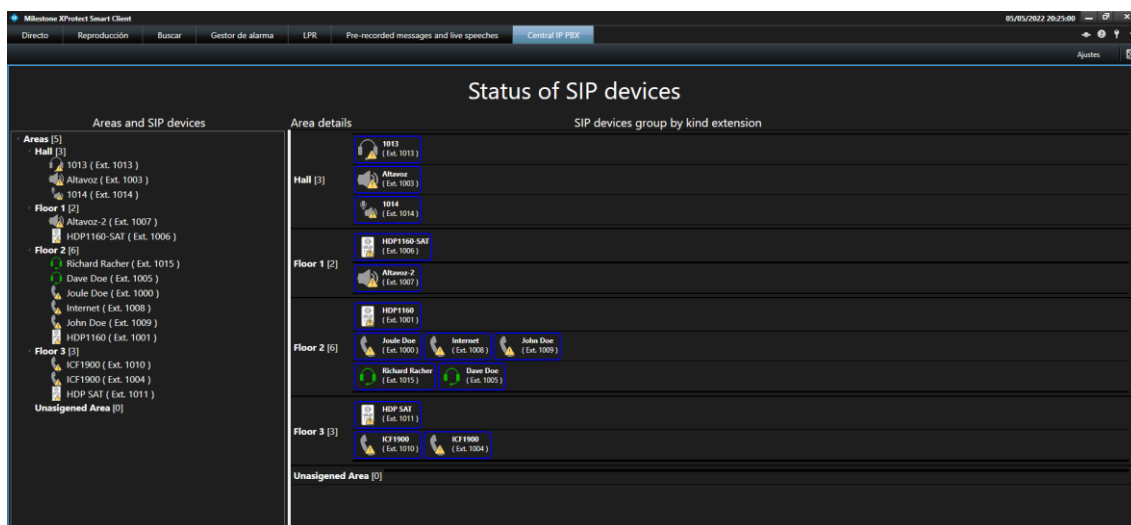 Milestone XProtect Smart Client
05/05/2022 20:25:00
Directo Reproducción Buscar Gestor de alarma LPR Pre-recorded messages and live speeches Central IP PBX
Ajustes
Status of SIP devices
Areas and SIP devices
Areas [5]
Hall [3]
1013 ( Ext. 1013 )
Altavoz ( Ext. 1003 )
1014 ( Ext. 1014 )
Floor 1 [2]
Altavoz-2 ( Ext. 1007 )
HDP1160-SAT ( Ext. 1006 )
Floor 2 [6]
Richard Racher ( Ext. 1015 )
Dave Doe ( Ext. 1005 )
Joule Doe ( Ext. 1000 )
Internet ( Ext. 1008 )
John Doe ( Ext. 1009 )
HDP1160 ( Ext. 1001 )
Floor 3 [3]
ICF1900 ( Ext. 1010 )
ICF1900 ( Ext. 1004 )
HDP SAT ( Ext. 1011 )
Unasigened Area [0]
Area details
SIP devices group by kind extension
Hall [3]
1013
( Ext. 1013 )
Altavoz
( Ext. 1003 )
1014
( Ext. 1014 )
Floor 1 [2]
HDP1160-SAT
( Ext. 1006 )
Altavoz-2
( Ext. 1007 )
Floor 2 [6]
HDP1160
( Ext. 1001 )
Joule Doe
( Ext. 1000 )
Internet
( Ext. 1008 )
John Doe
( Ext. 1009 )
Richard Racher
( Ext. 1015 )
Dave Doe
( Ext. 1005 )
Floor 3 [3]
HDP SAT
( Ext. 1011 )
ICF1900
( Ext. 1010 )
ICF1900
( Ext. 1004 )
Unasigened Area [0]